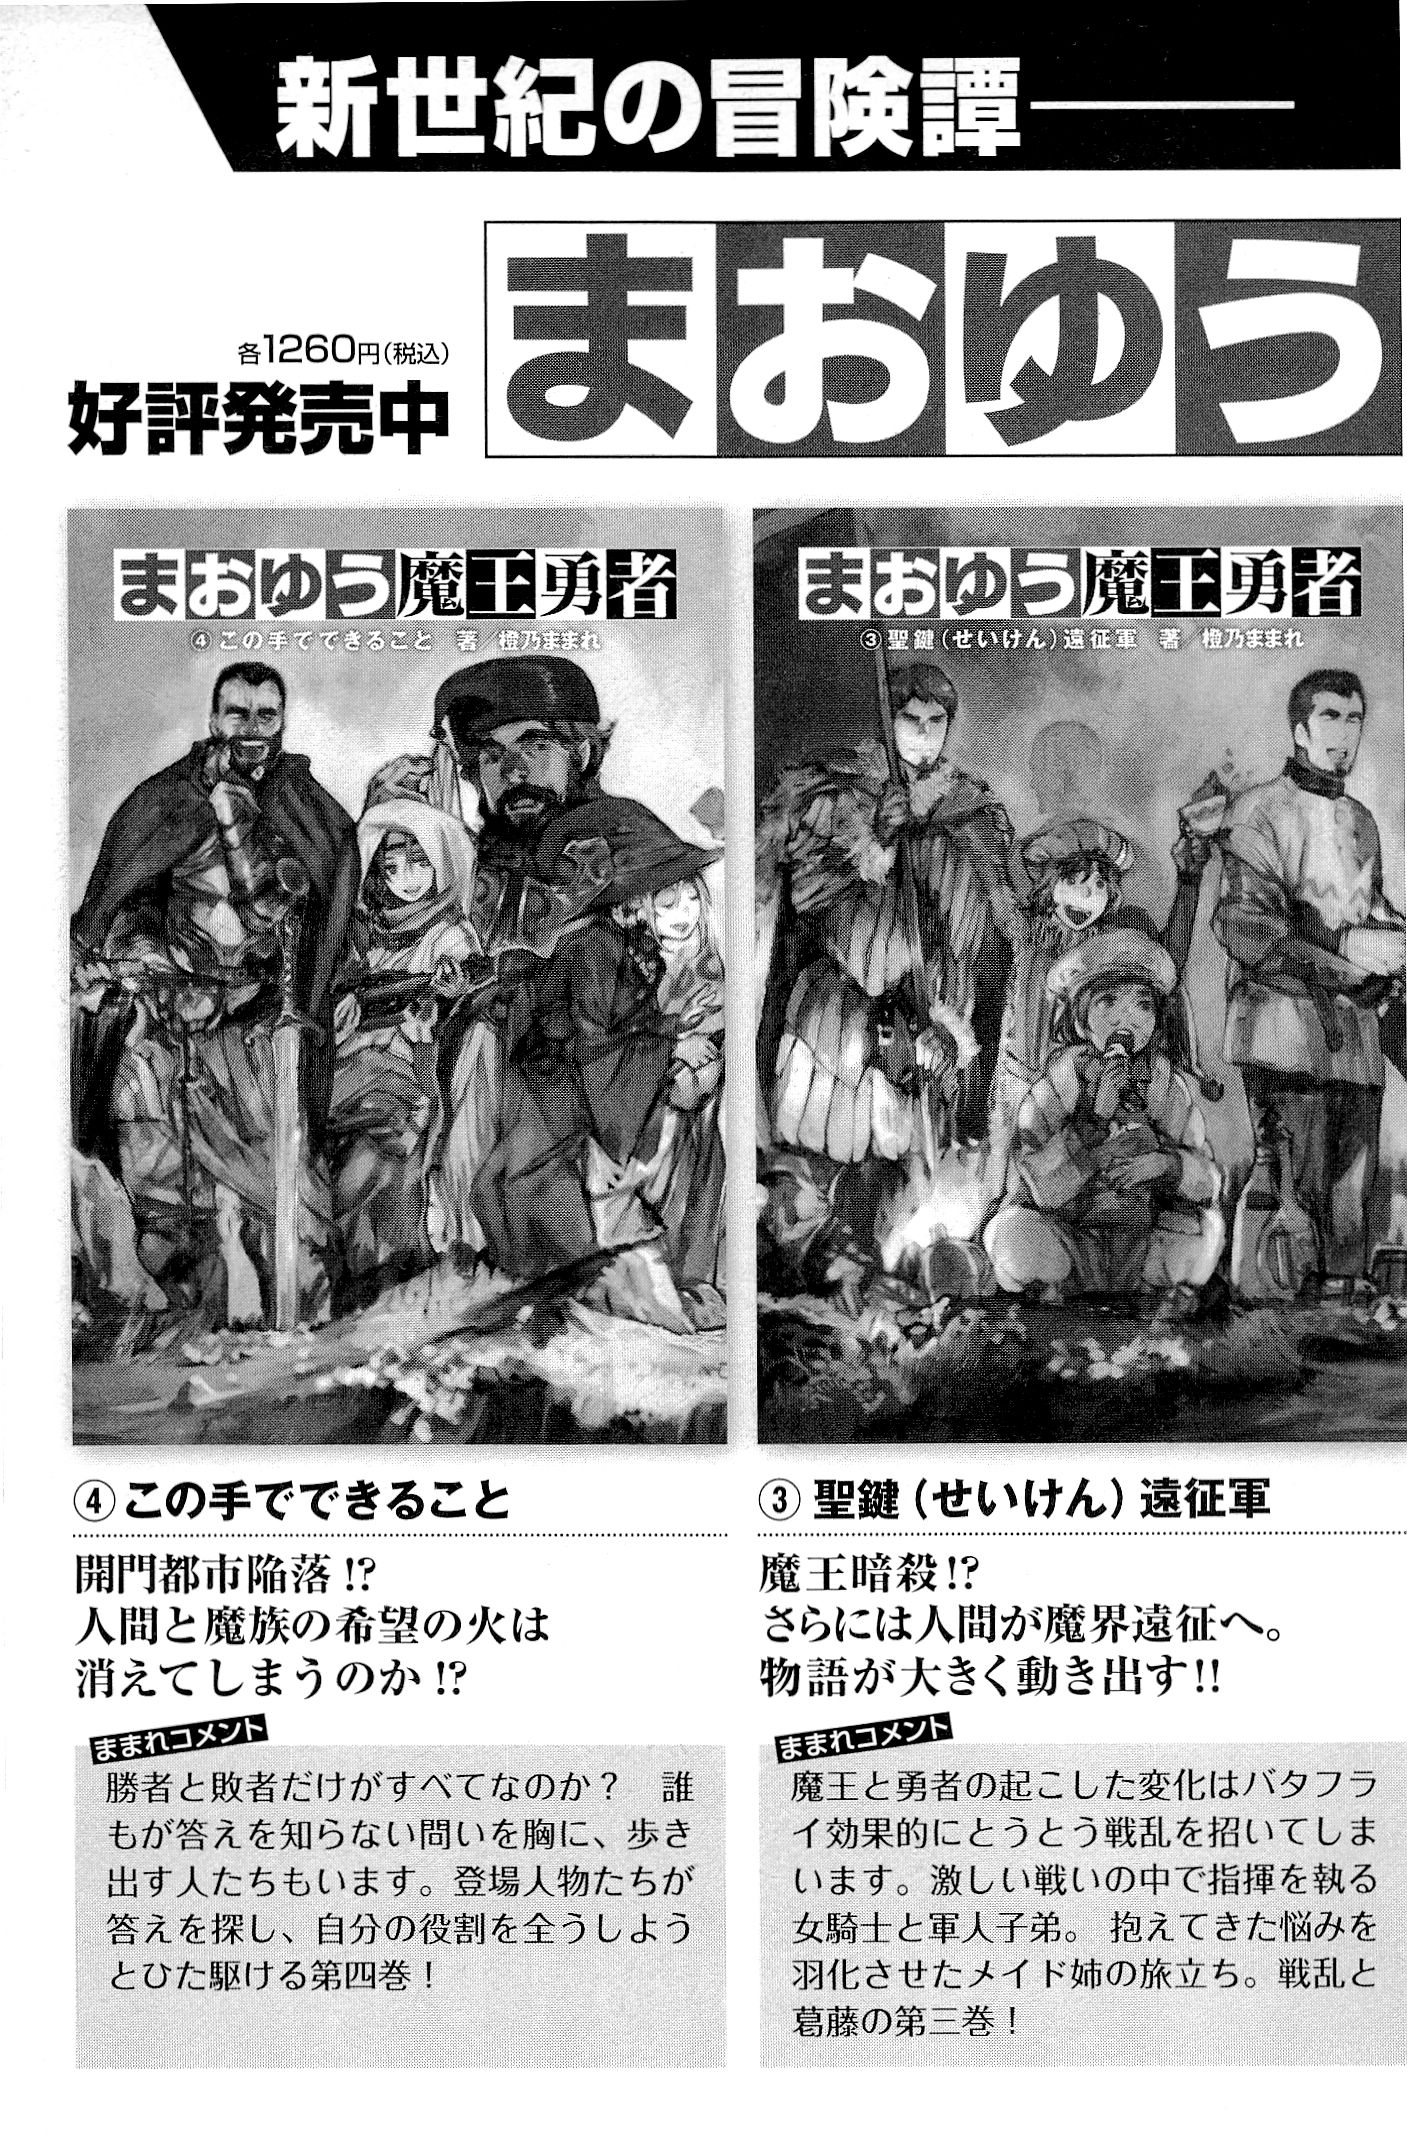 新世紀の冒険譚――
まおゆう
各1260円(税込)
好評発売中
まおゆう魔王勇者
③聖鍵(せいけん)遠征軍 著/橙乃ままれ
③聖鍵(せいけん)遠征軍
魔王暗殺!?
さらには人間が魔界遠征へ。
物語が大きく動き出す!!
ままれコメント
魔王と勇者の起こした変化はバタフラ
イ効果的にとうとう戦乱を招いてしま
います。激しい戦いの中で指揮を執る
女騎士と軍人子弟。抱えてきた悩みを
羽化させたメイド姉の旅立ち。戦乱と
葛藤の第三巻！
まおゆう魔王勇者
④この手でできること 著/橙乃ままれ
④この手でできること
開門都市陥落!?
人間と魔族の希望の火は
消えてしまうのか!?
ままれコメント
勝者と敗者だけがすべてなのか？　誰
もが答えを知らない問いを胸に、歩き
出す人たちもいます。登場人物たちが
答えを探し、自分の役割を全うしよう
とひた駆ける第四巻！